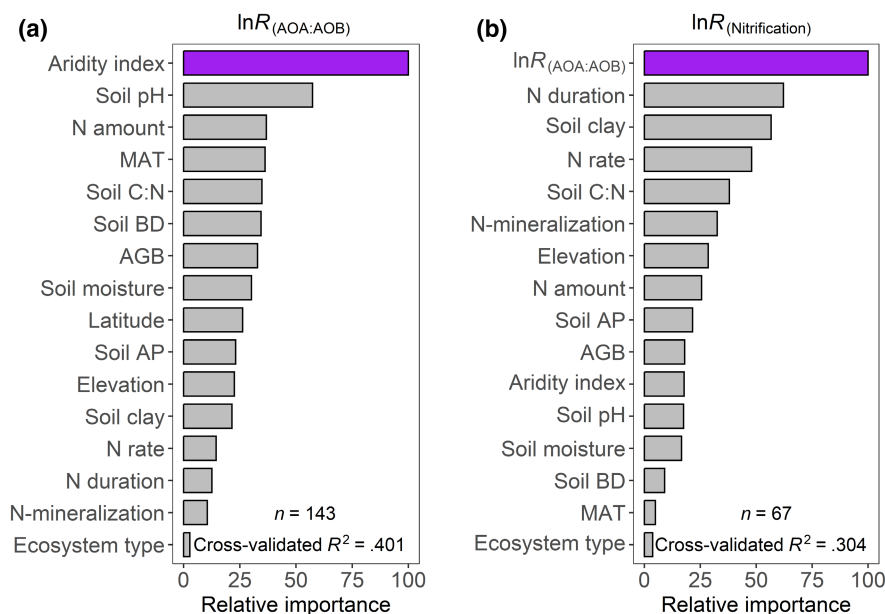 (a)
lnR(AOA:AOB)
Aridity index
Soil pH
N amount
MAT
Soil C:N
Soil BD
AGB
Soil moisture
Latitude
Soil AP
Elevation
Soil clay
N rate
N duration
N-mineralization
n = 143
Ecosystem type
Cross-validated R² = .401
0 25 50 75 100
Relative importance
(b)
lnR(Nitrification)
lnR(AOA:AOB)
N duration
Soil clay
N rate
Soil C:N
N-mineralization
Elevation
N amount
Soil AP
AGB
Aridity index
Soil pH
Soil moisture
Soil BD
MAT
n = 67
Ecosystem type
Cross-validated R² = .304
0 25 50 75 100
Relative importance